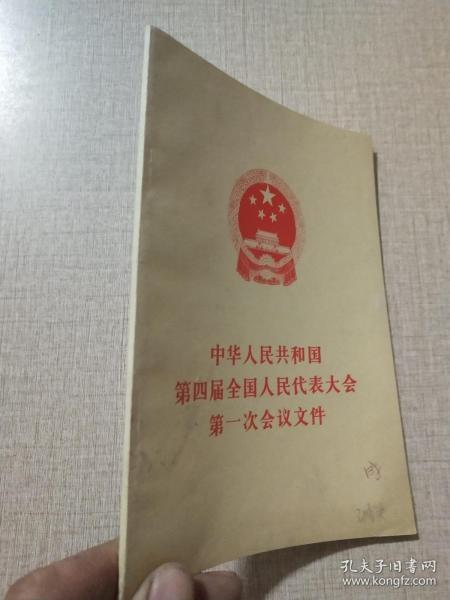 中华人民共和国
第四届全国人民代表大会
第一次会议文件
孔夫子旧书网
www.kongfz.com